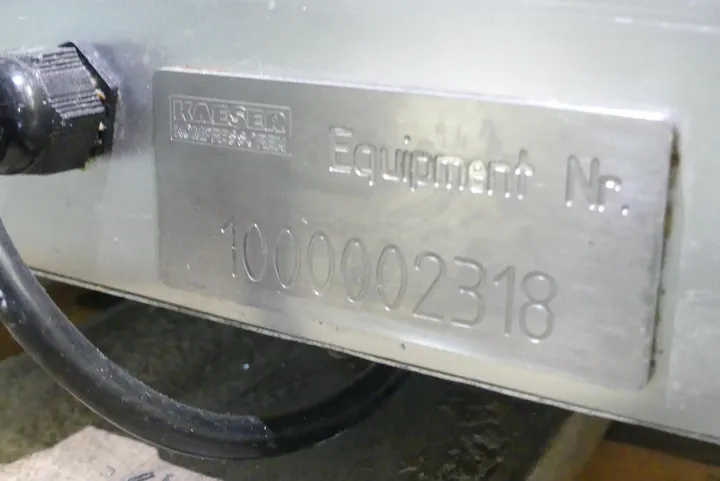 KAESER
KOMPRESSOREN
Equipment Nr.
1000002318